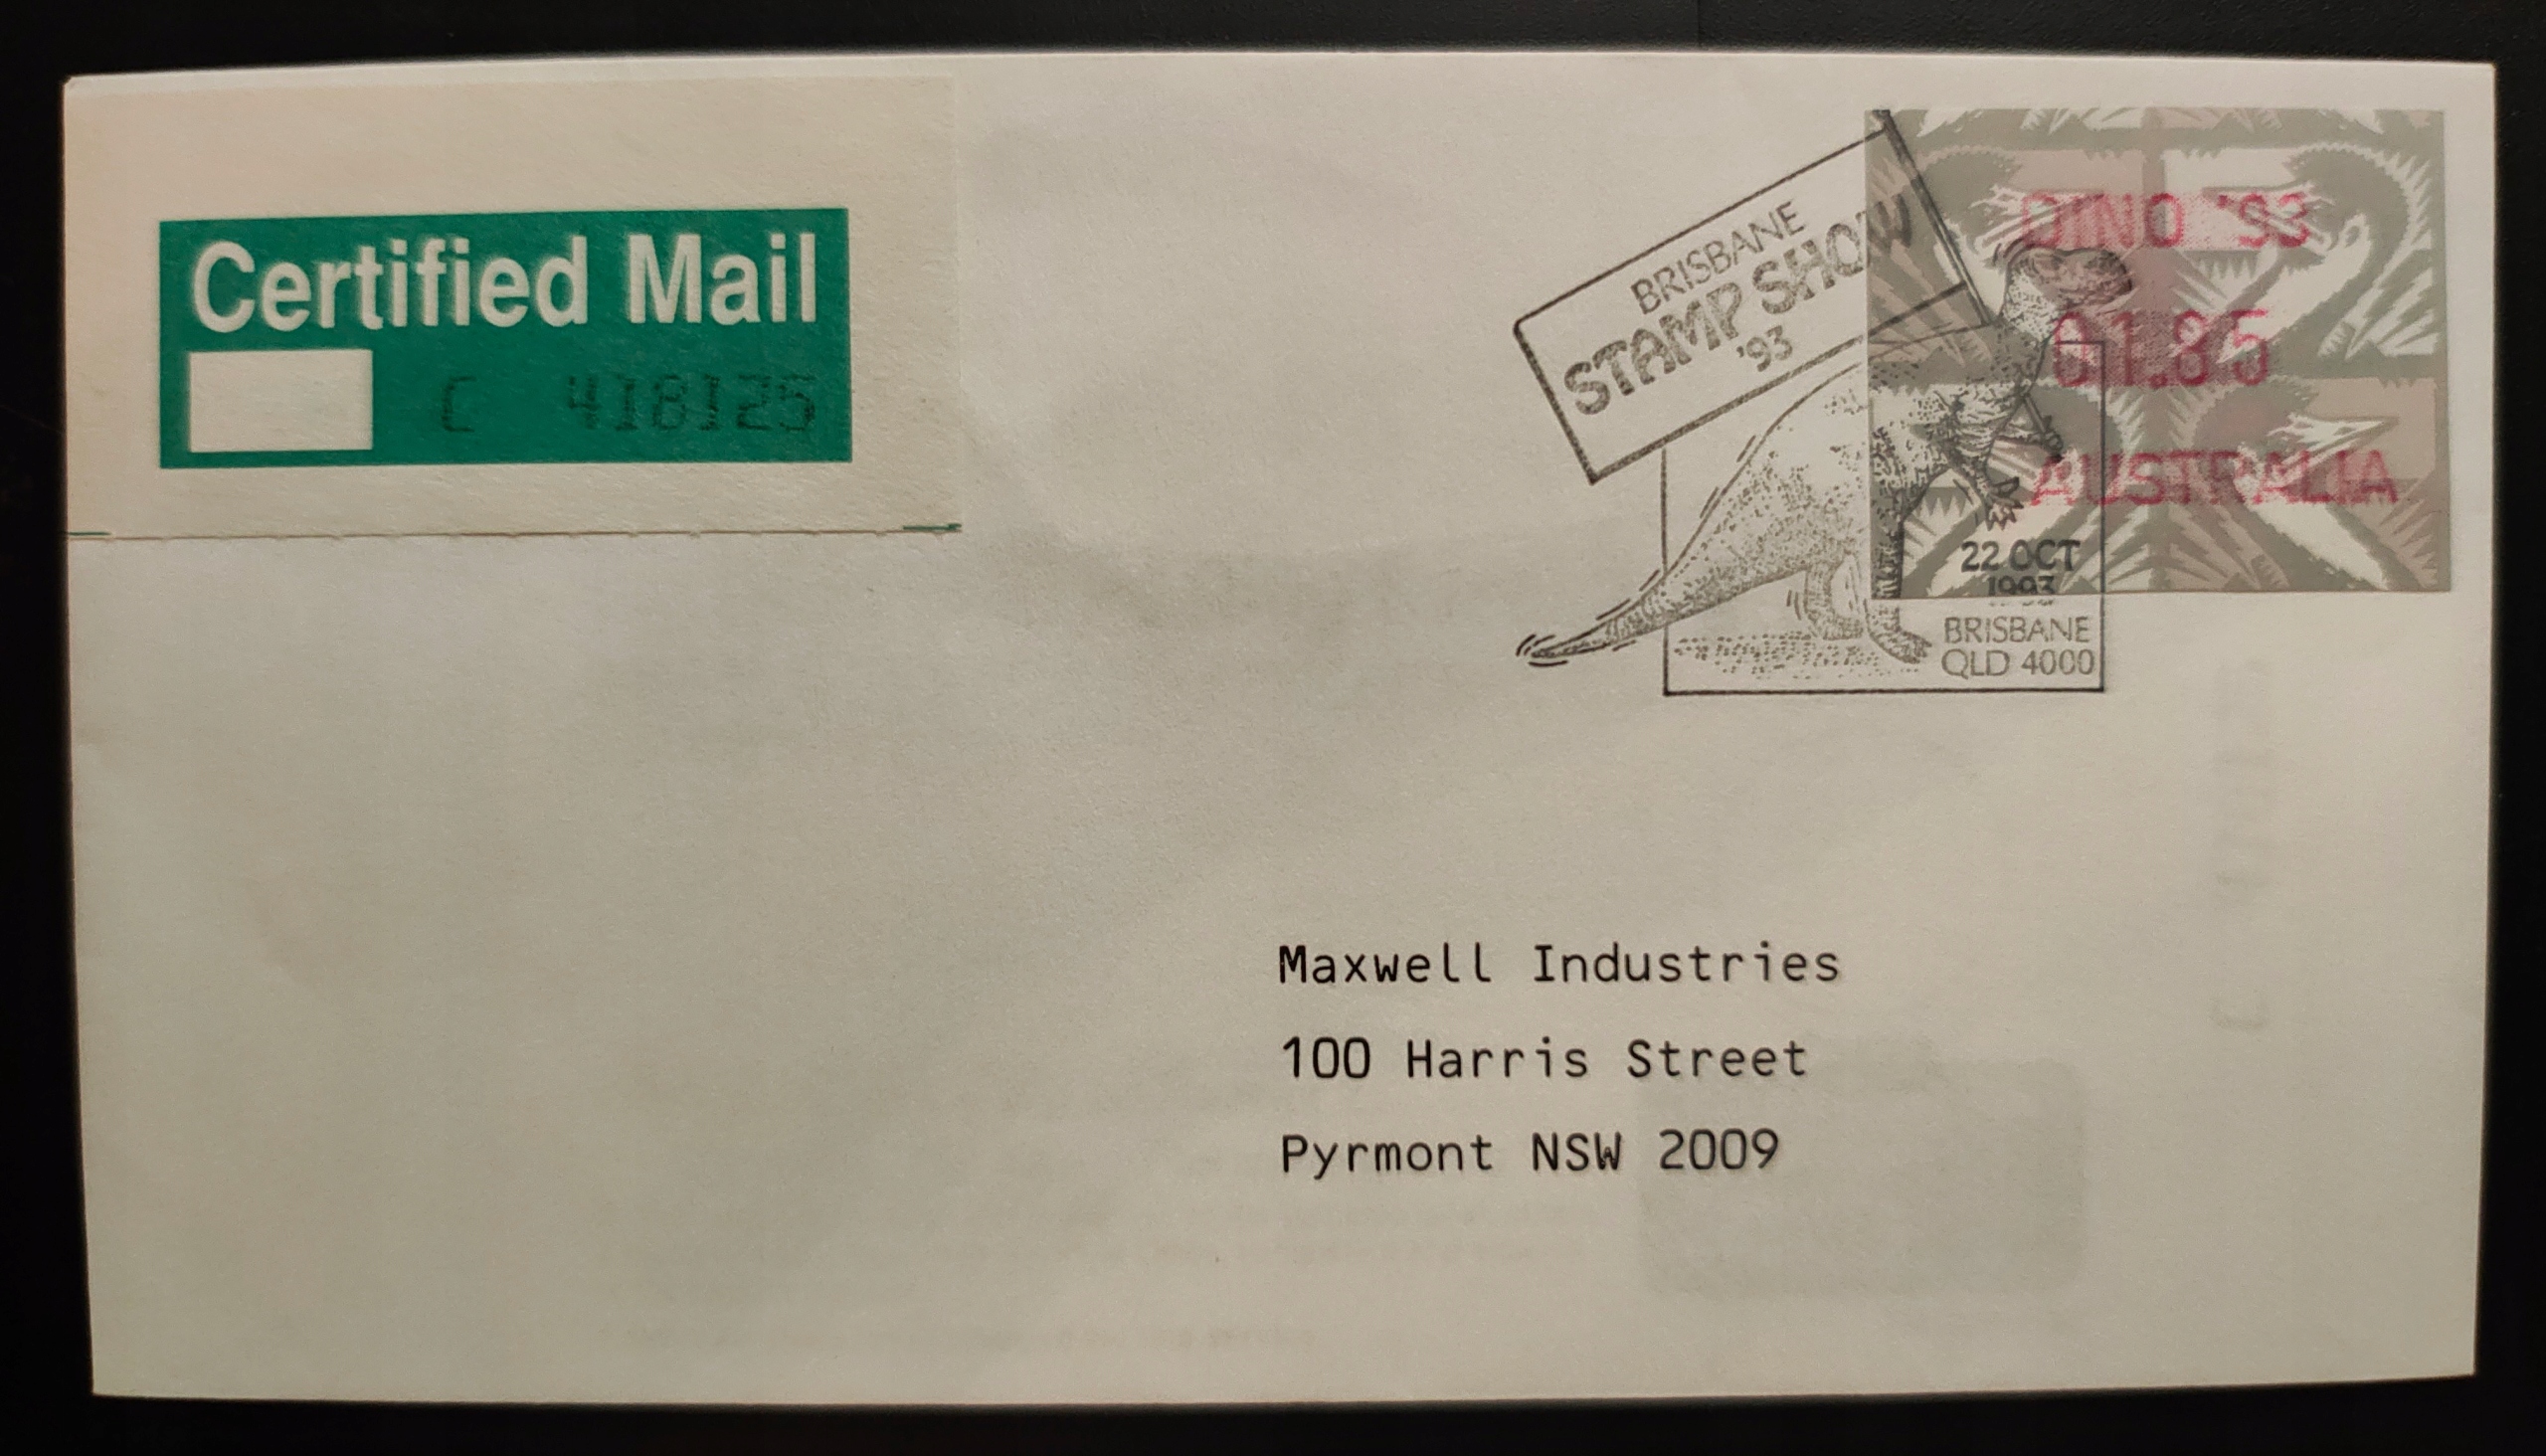 Certified Mail
C 418125
BRISBANE
STAMP SHOW
'93
DINO '93
01.85
AUSTRALIA
22 OCT
1993
BRISBANE
QLD 4000
Maxwell Industries
100 Harris Street
Pyrmont NSW 2009